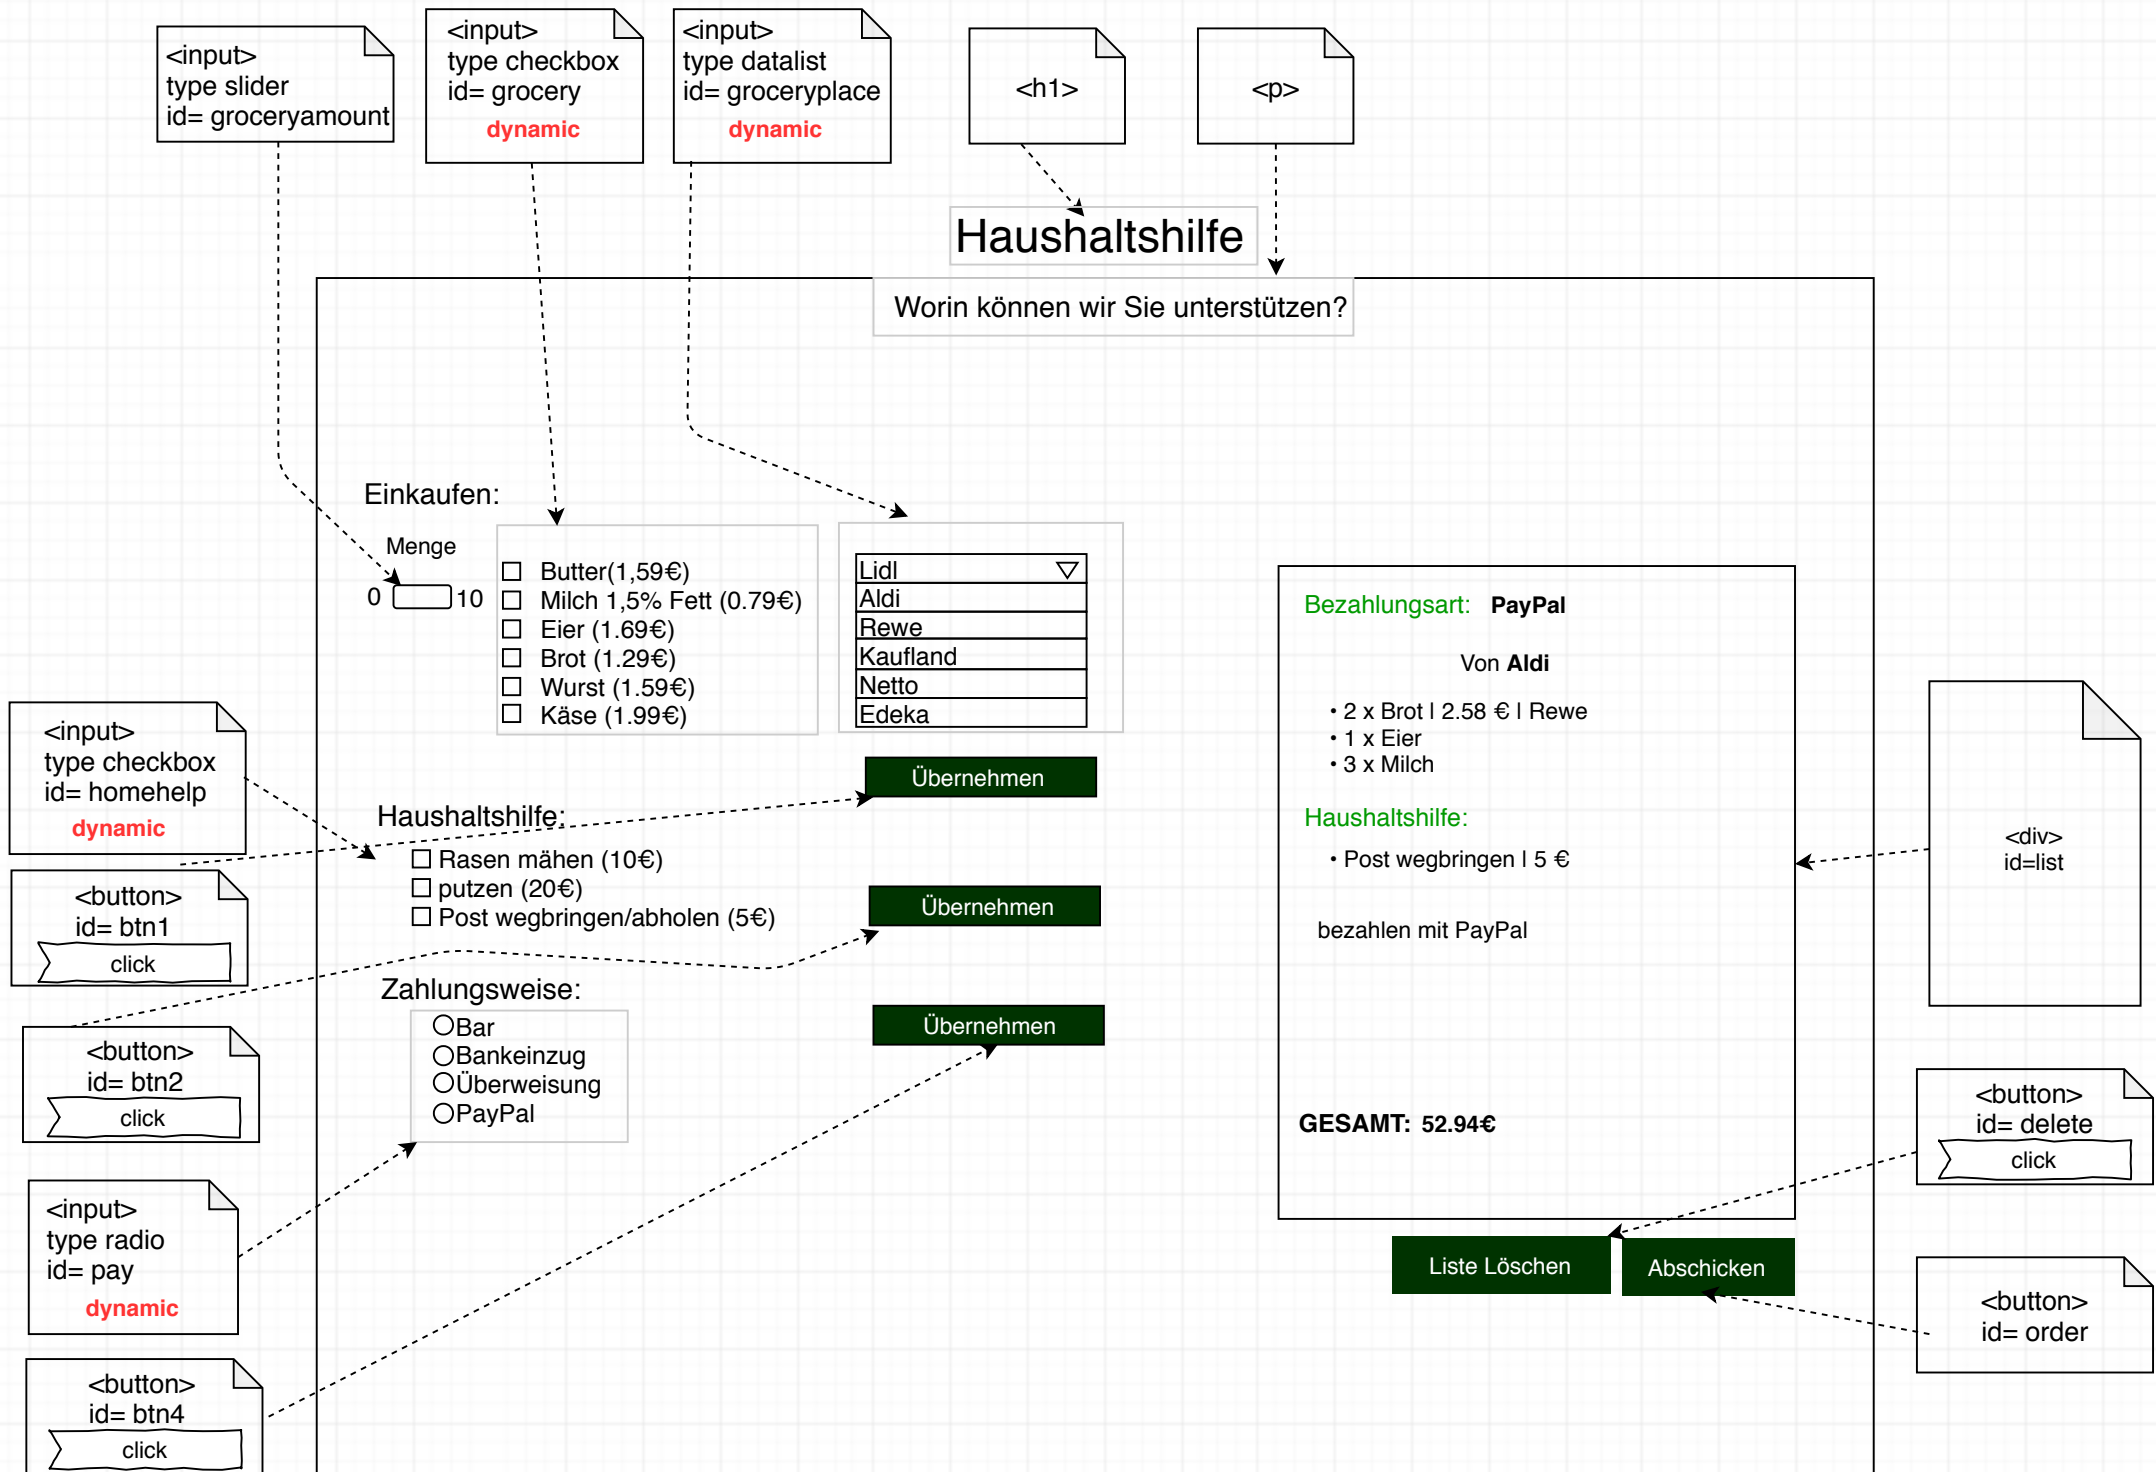 <input>
type slider
id= groceryamount
<input>
type checkbox
id= grocery
dynamic
<input>
type datalist
id= groceryplace
dynamic
<h1>
<p>
Haushaltshilfe
Worin können wir Sie unterstützen?
Einkaufen:
Menge
0 10
Butter(1,59€)
Milch 1,5% Fett (0.79€)
Eier (1.69€)
Brot (1.29€)
Wurst (1.59€)
Käse (1.99€)
Lidl
Aldi
Rewe
Kaufland
Netto
Edeka
Übernehmen
<input>
type checkbox
id= homehelp
dynamic
Haushaltshilfe:
Rasen mähen (10€)
putzen (20€)
Post wegbringen/abholen (5€)
Übernehmen
<button>
id= btn1
click
Zahlungsweise:
Bar
Bankeinzug
Überweisung
PayPal
Übernehmen
<button>
id= btn2
click
<input>
type radio
id= pay
dynamic
<button>
id= btn4
click
Bezahlungsart: PayPal
Von Aldi
• 2 x Brot | 2.58 € | Rewe
• 1 x Eier
• 3 x Milch
Haushaltshilfe:
• Post wegbringen | 5 €
bezahlen mit PayPal
GESAMT: 52.94€
Liste Löschen
Abschicken
<div>
id=list
<button>
id= delete
click
<button>
id= order